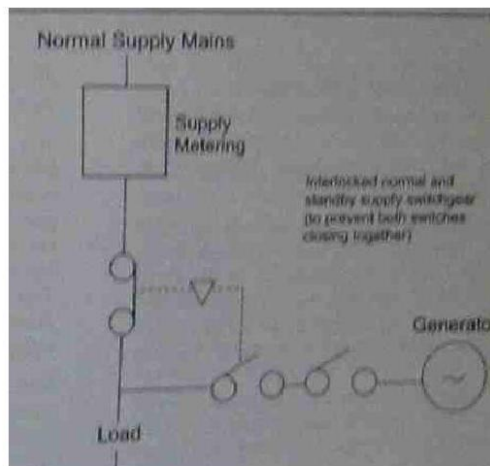 Normal Supply Mains
Supply
Metering
Interlocked normal and
standby supply switchgear
(to prevent both switches
closing together)
Generato
~
Load